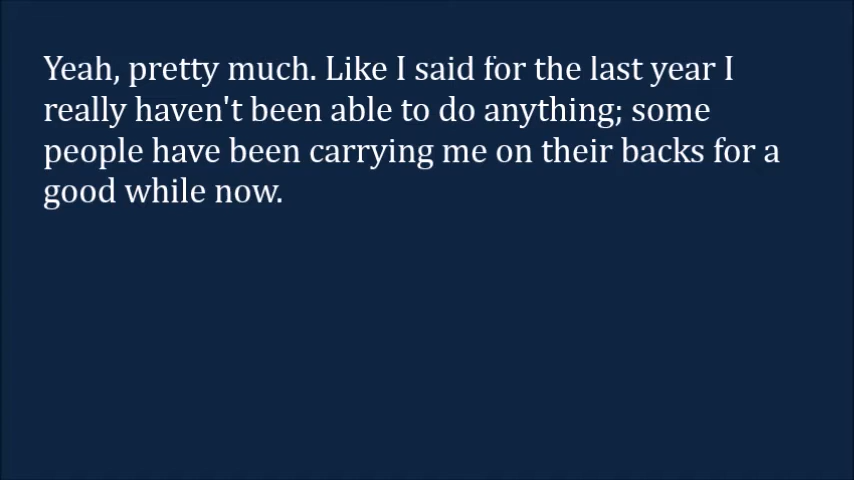 Yeah, pretty much. Like I said for the last year I
really haven't been able to do anything; some
people have been carrying me on their backs for a
good while now.